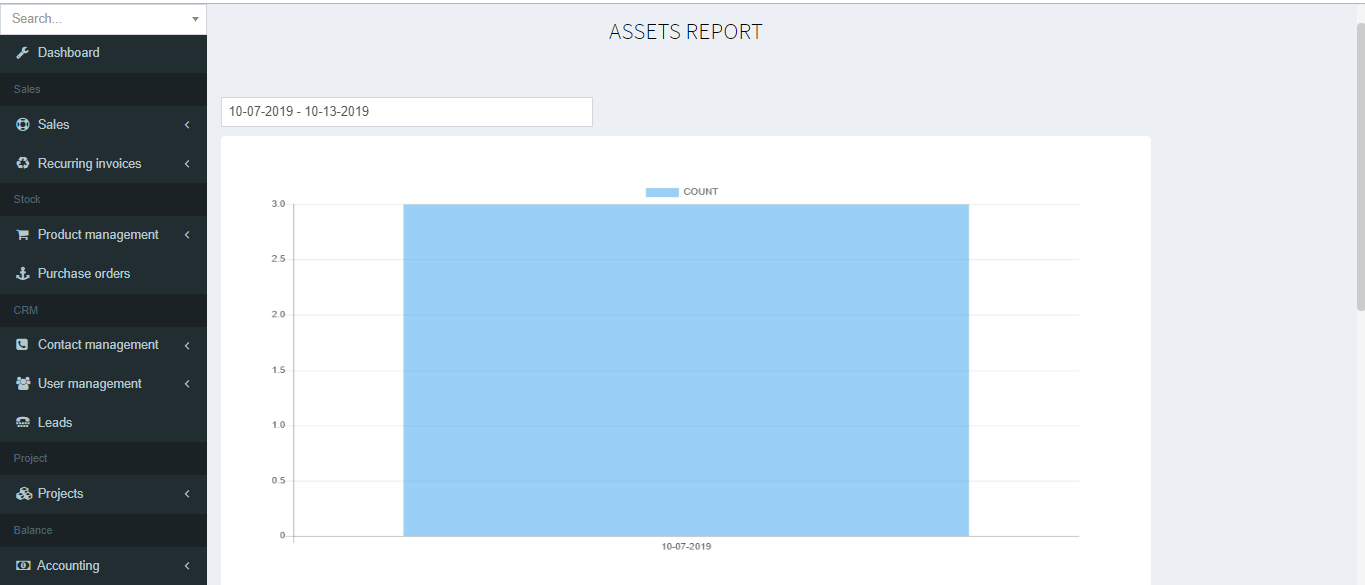 Search...
Dashboard
Sales
Sales
Recurring invoices
Stock
Product management
Purchase orders
CRM
Contact management
User management
Leads
Project
Projects
Balance
Accounting
ASSETS REPORT
10-07-2019 - 10-13-2019
COUNT
3.0
2.5
2.0
1.5
1.0
0.5
0
10-07-2019